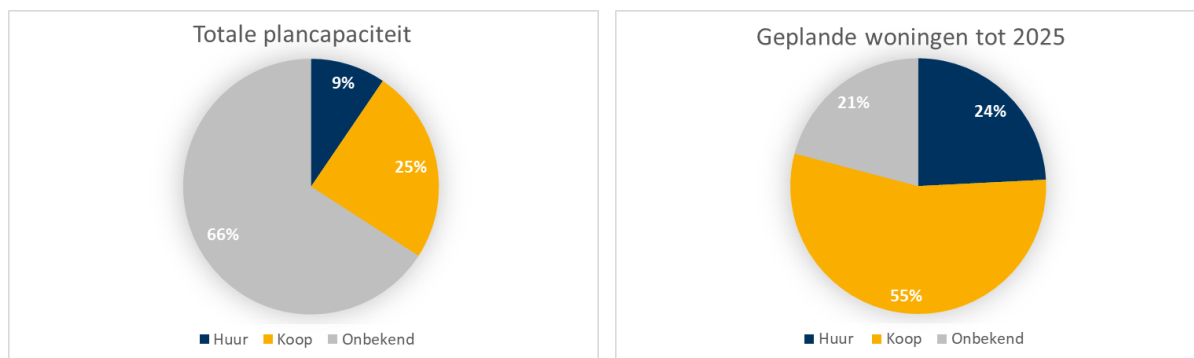 Totale plancapaciteit
9%
25%
66%
Huur Koop Onbekend
Geplande woningen tot 2025
21%
24%
55%
Huur Koop Onbekend